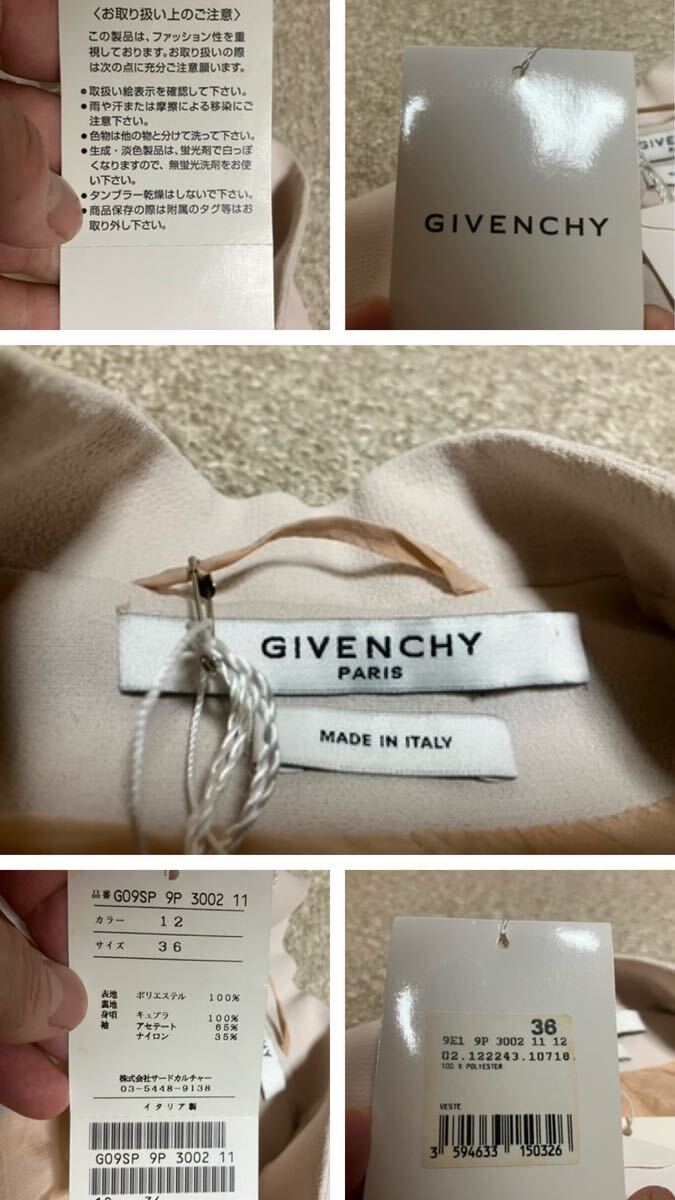 〈お取り扱い上のご注意〉
この製品は、ファッション性を重
視しております。お取り扱いの際
は次の点に充分ご注意願います。
●取扱い絵表示を確認して下さい。
●雨や汗または摩擦による移染にご
注意下さい。
●色物は他の物と分けて洗って下さい。
●生成・淡色製品は、蛍光剤で白っぽ
くなりますので、無蛍光洗剤をお使
い下さい。
●タンブラー乾燥はしないで下さい。
●商品保存の際は附属のタグ等はお
取り外し下さい。
GIVENCHY
GIVE
GIVENCHY
PARIS
MADE IN ITALY
品番 G09SP 9P 3002 11
カラー 12
サイズ 36
表地 ポリエステル 100%
裏地
身頃 キュプラ 100%
袖 アセテート 65%
ナイロン 35%
株式会社サードカルチャー
03-5448-9138
イタリア製
G09SP 9P 3002 11
36
9E1 9P 3002 11 12
02.122243.10718.
100 % POLYESTER
VESTE
3 594633 150326